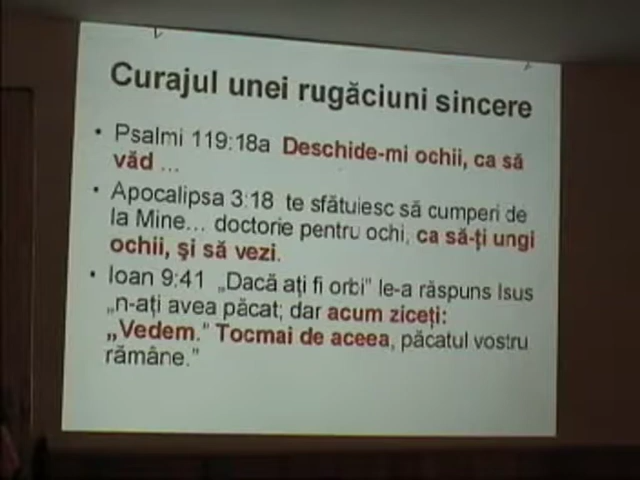 Curajul unei rugăciuni sincere
• Psalmi 119:18a Deschide-mi ochii, ca să
văd ...
• Apocalipsa 3:18 te sfătuiesc să cumperi de
la Mine... doctorie pentru ochi, ca să-ți ungi
ochii, şi să vezi.
• Ioan 9:41 „Dacă ați fi orbi" le-a răspuns Isus
„n-ați avea păcat; dar acum ziceți:
„Vedem." Tocmai de aceea, păcatul vostru
rămâne."